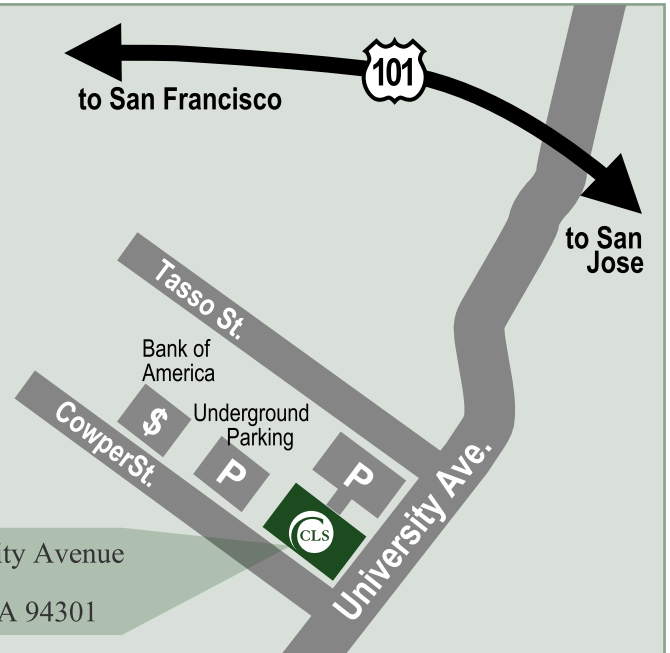 101
to San Francisco
to San
Jose
Tasso St.
Bank of
America
$
Underground
Parking
CowperSt.
P
P
CLS
University Ave.
ity Avenue
A 94301